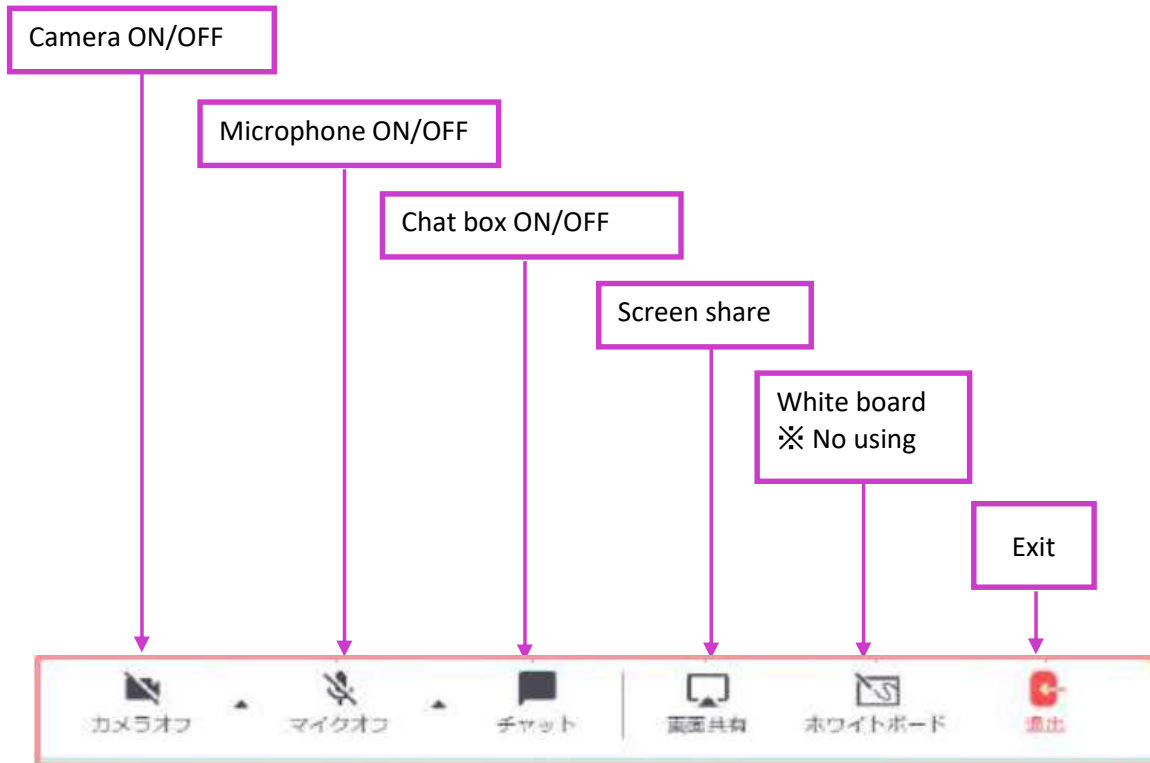 Camera ON/OFF
Microphone ON/OFF
Chat box ON/OFF
Screen share
White board
※ No using
Exit
カメラオフ
マイクオフ
チャット
画面共有
ホワイトボード
退出